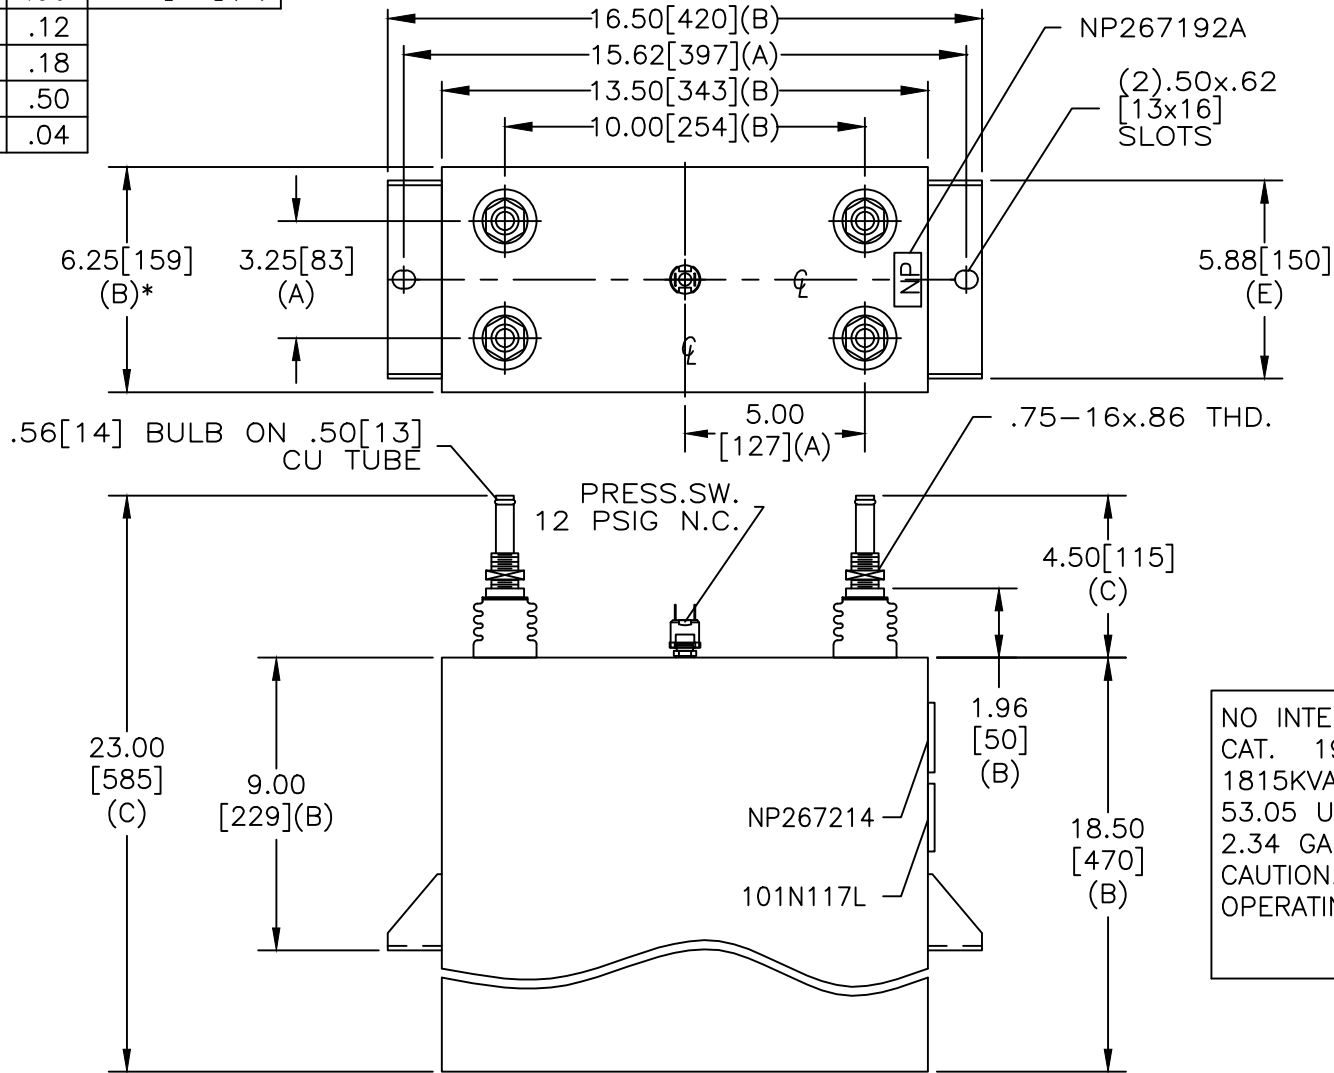 .12
.18
.50
.04
16.50[420](B)
15.62[397](A)
13.50[343](B)
10.00[254](B)
NP267192A
(2).50x.62
[13x16]
SLOTS
6.25[159]
(B)*
3.25[83]
(A)
℄
NP
℄
5.88[150]
(E)
5.00
[127](A)
.56[14] BULB ON .50[13]
CU TUBE
.75-16x.86 THD.
PRESS.SW.
12 PSIG N.C.
4.50[115]
(C)
1.96
[50]
(B)
23.00
[585]
(C)
9.00
[229](B)
NP267214
101N117L
18.50
[470]
(B)
NO INTE
CAT. 19
1815KVA
53.05 U
2.34 GA
CAUTION
OPERATIN